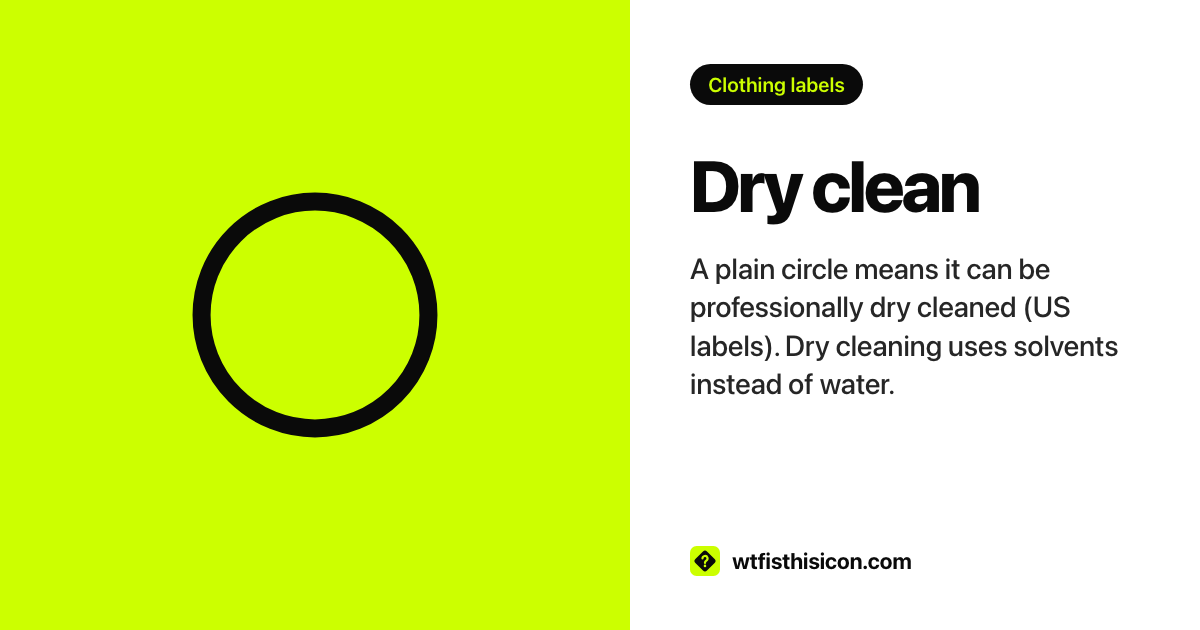 Clothing labels
Dry clean
A plain circle means it can be
professionally dry cleaned (US
labels). Dry cleaning uses solvents
instead of water.
?
wtfisthisicon.com